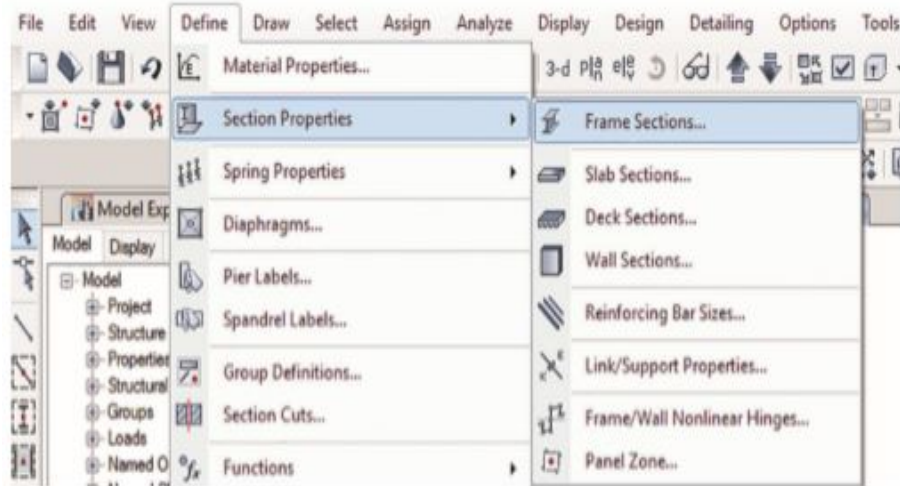 File Edit View Define Draw Select Assign Analyze Display Design Detailing Options Tools
Material Properties...
3-d
Section Properties
Frame Sections...
Spring Properties
Slab Sections...
Model
Diaphragms...
Deck Sections...
Model Display
Wall Sections...
Model
Pier Labels...
Project
Spandrel Labels...
Reinforcing Bar Sizes...
Structure
Properties
Group Definitions...
Link/Support Properties...
Structural
Groups
Section Cuts...
Frame/Wall Nonlinear Hinges...
Loads
Named
Functions
Panel Zone...